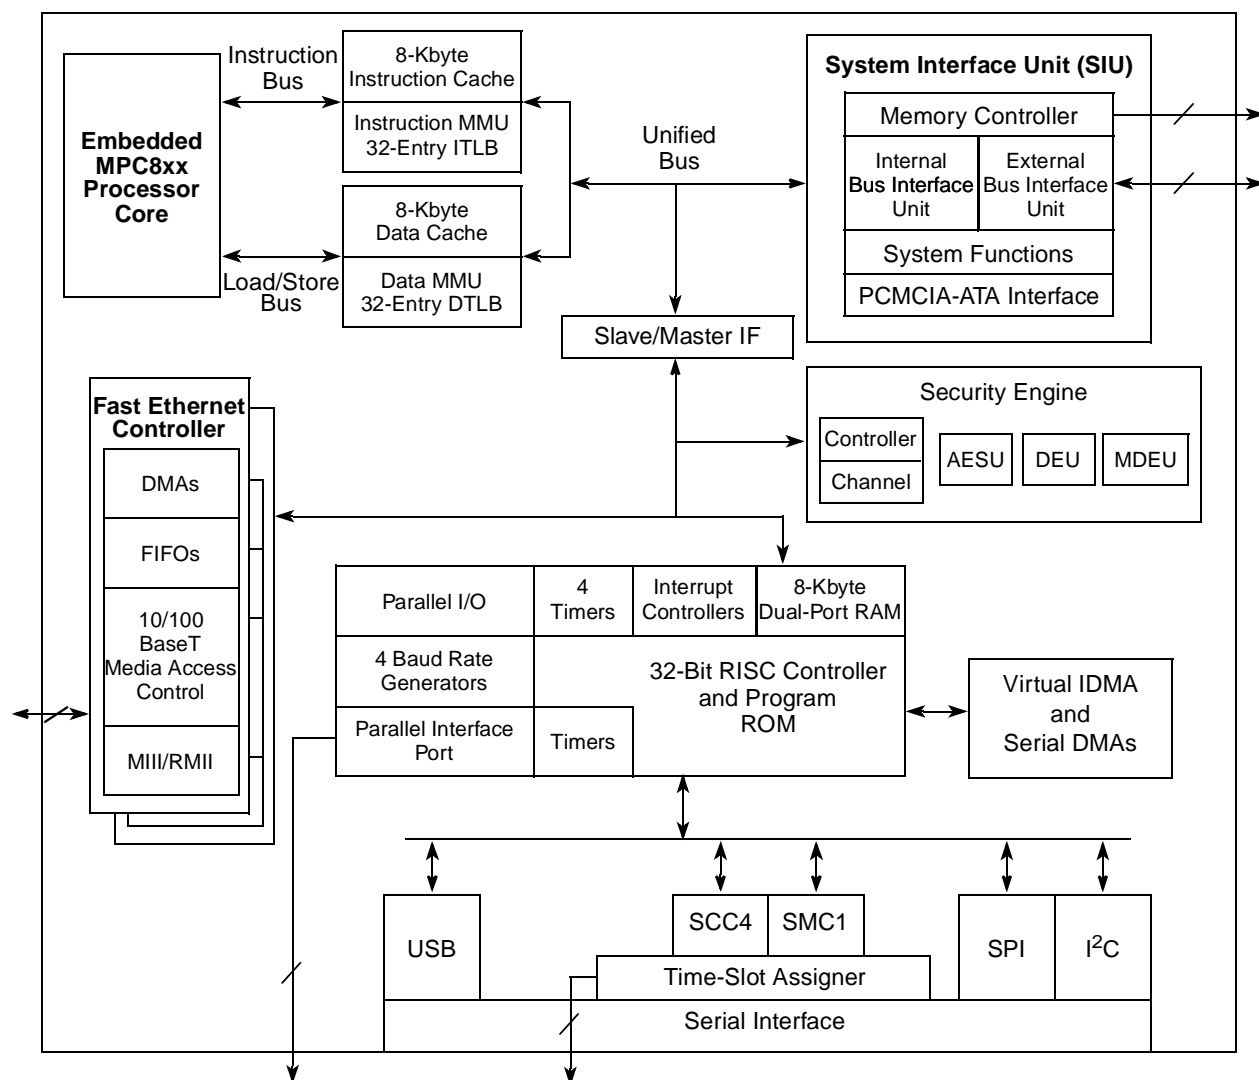 Embedded
MPC8xx
Processor
Core
Instruction
Bus
8-Kbyte
Instruction Cache
Instruction MMU
32-Entry ITLB
8-Kbyte
Data Cache
Data MMU
32-Entry DTLB
Load/Store
Bus
Unified
Bus
System Interface Unit (SIU)
Memory Controller
Internal
Bus Interface
Unit
External
Bus Interface
Unit
System Functions
PCMCIA-ATA Interface
Slave/Master IF
Security Engine
Controller
Channel
AESU
DEU
MDEU
Fast Ethernet
Controller
DMAs
FIFOs
10/100
BaseT
Media Access
Control
MIII/RMII
Parallel I/O
4
Timers
Interrupt
Controllers
8-Kbyte
Dual-Port RAM
4 Baud Rate
Generators
Parallel Interface
Port
Timers
32-Bit RISC Controller
and Program
ROM
Virtual IDMA
and
Serial DMAs
USB
SCC4
SMC1
SPI
I²C
Time-Slot Assigner
Serial Interface